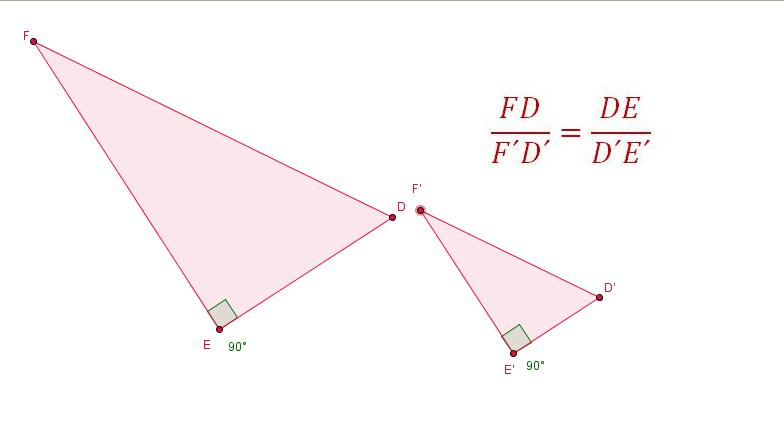 F
FD/F´D´ = DE/D´E´
F'
D
D'
E 90°
E' 90°